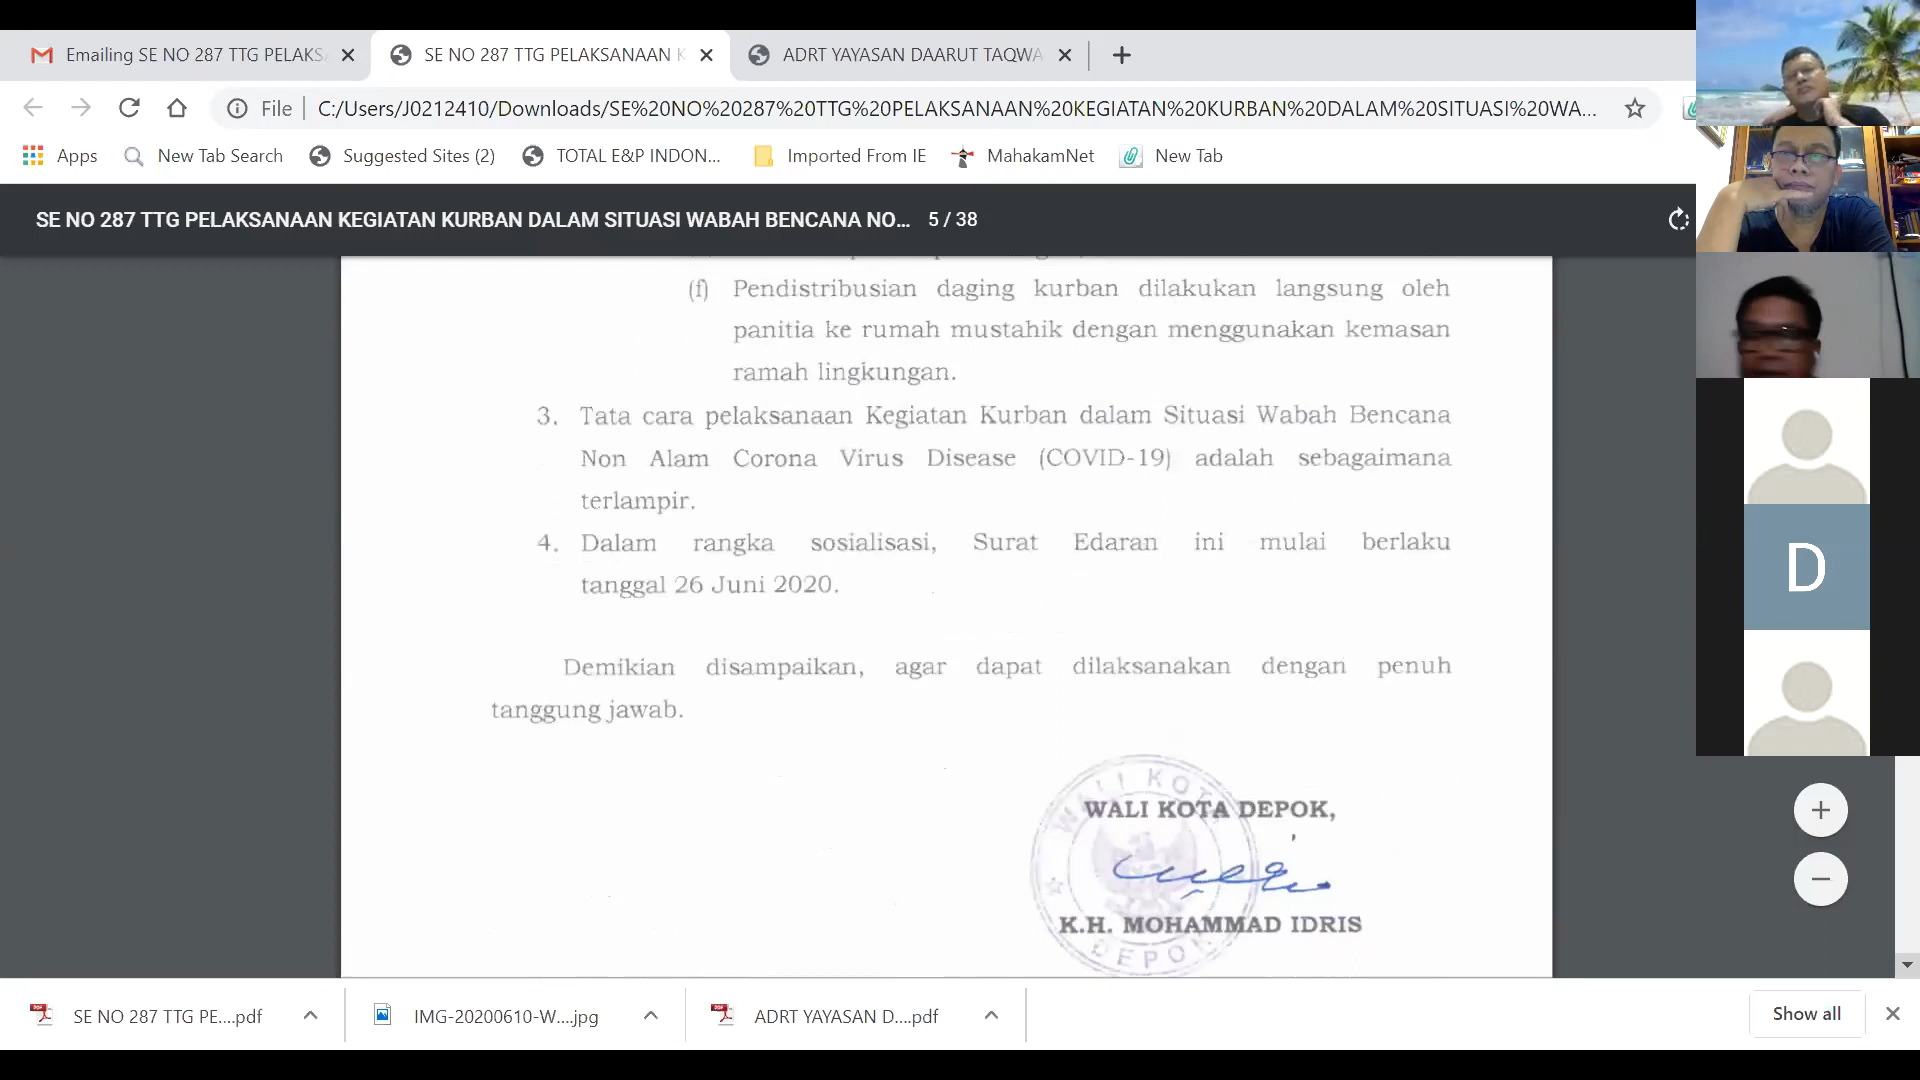 Emailing SE NO 287 TTG PELAKS
SE NO 287 TTG PELAKSANAAN K
ADRT YAYASAN DAARUT TAQWA
File
C:/Users/J0212410/Downloads/SE%20NO%20287%20TTG%20PELAKSANAAN%20KEGIATAN%20KURBAN%20DALAM%20SITUASI%20WA...
Apps
New Tab Search
Suggested Sites (2)
TOTAL E&P INDON...
Imported From IE
MahakamNet
New Tab
SE NO 287 TTG PELAKSANAAN KEGIATAN KURBAN DALAM SITUASI WABAH BENCANA NO... 5 / 38
(f) Pendistribusian daging kurban dilakukan langsung oleh
panitia ke rumah mustahik dengan menggunakan kemasan
ramah lingkungan.
3. Tata cara pelaksanaan Kegiatan Kurban dalam Situasi Wabah Bencana
Non Alam Corona Virus Disease (COVID-19) adalah sebagaimana
terlampir.
4. Dalam rangka sosialisasi, Surat Edaran ini mulai berlaku
tanggal 26 Juni 2020.
Demikian disampaikan, agar dapat dilaksanakan dengan penuh
tanggung jawab.
WALI KOTA
WALI KOTA DEPOK,
K.H. MOHAMMAD IDRIS
DEPOK
D
SE NO 287 TTG PE....pdf
IMG-20200610-W....jpg
ADRT YAYASAN D....pdf
Show all